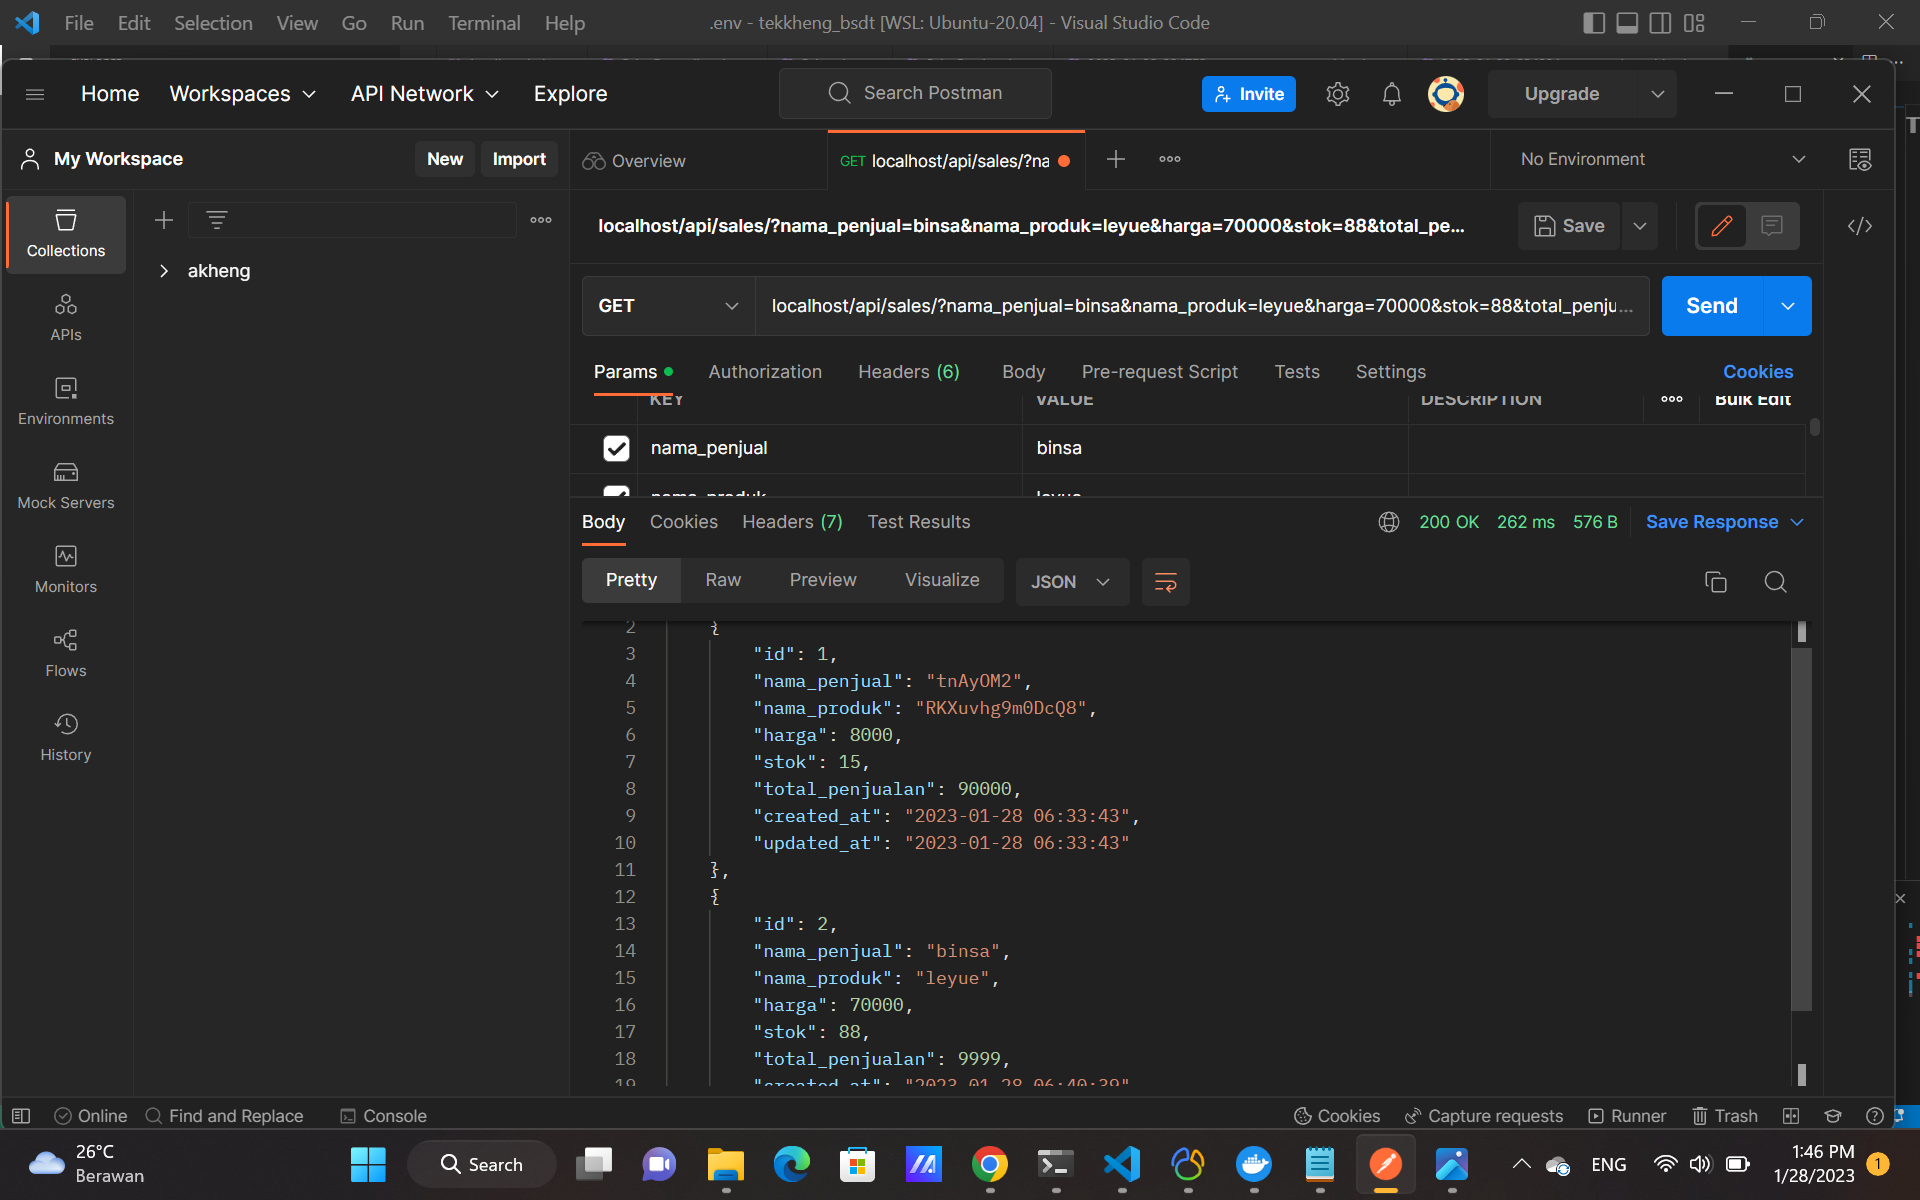 File Edit Selection View Go Run Terminal Help
.env - tekkheng_bsdt [WSL: Ubuntu-20.04] - Visual Studio Code
Home Workspaces API Network Explore
Search Postman
Invite
Upgrade
My Workspace
New Import
Overview
GET localhost/api/sales/?na
No Environment
Collections
akheng
APIs
Environments
Mock Servers
Monitors
Flows
History
localhost/api/sales/?nama_penjual=binsa&nama_produk=leyue&harga=70000&stok=88&total_pe...
Save
GET
localhost/api/sales/?nama_penjual=binsa&nama_produk=leyue&harga=70000&stok=88&total_penju...
Send
Params Authorization Headers (6) Body Pre-request Script Tests Settings Cookies
KEY VALUE DESCRIPTION Bulk Edit
nama_penjual binsa
nama_produk leyue
Body Cookies Headers (7) Test Results
200 OK 262 ms 576 B Save Response
Pretty Raw Preview Visualize JSON
2 {
3 "id": 1,
4 "nama_penjual": "tnAyOM2",
5 "nama_produk": "RKXuvhg9m0DcQ8",
6 "harga": 8000,
7 "stok": 15,
8 "total_penjualan": 90000,
9 "created_at": "2023-01-28 06:33:43",
10 "updated_at": "2023-01-28 06:33:43"
11 },
12 {
13 "id": 2,
14 "nama_penjual": "binsa",
15 "nama_produk": "leyue",
16 "harga": 70000,
17 "stok": 88,
18 "total_penjualan": 9999,
19 "created_at": "2023-01-28 06:40:39"
Online Find and Replace Console
Cookies Capture requests Runner Trash
26°C
Berawan
Search
ENG
1:46 PM
1/28/2023
1